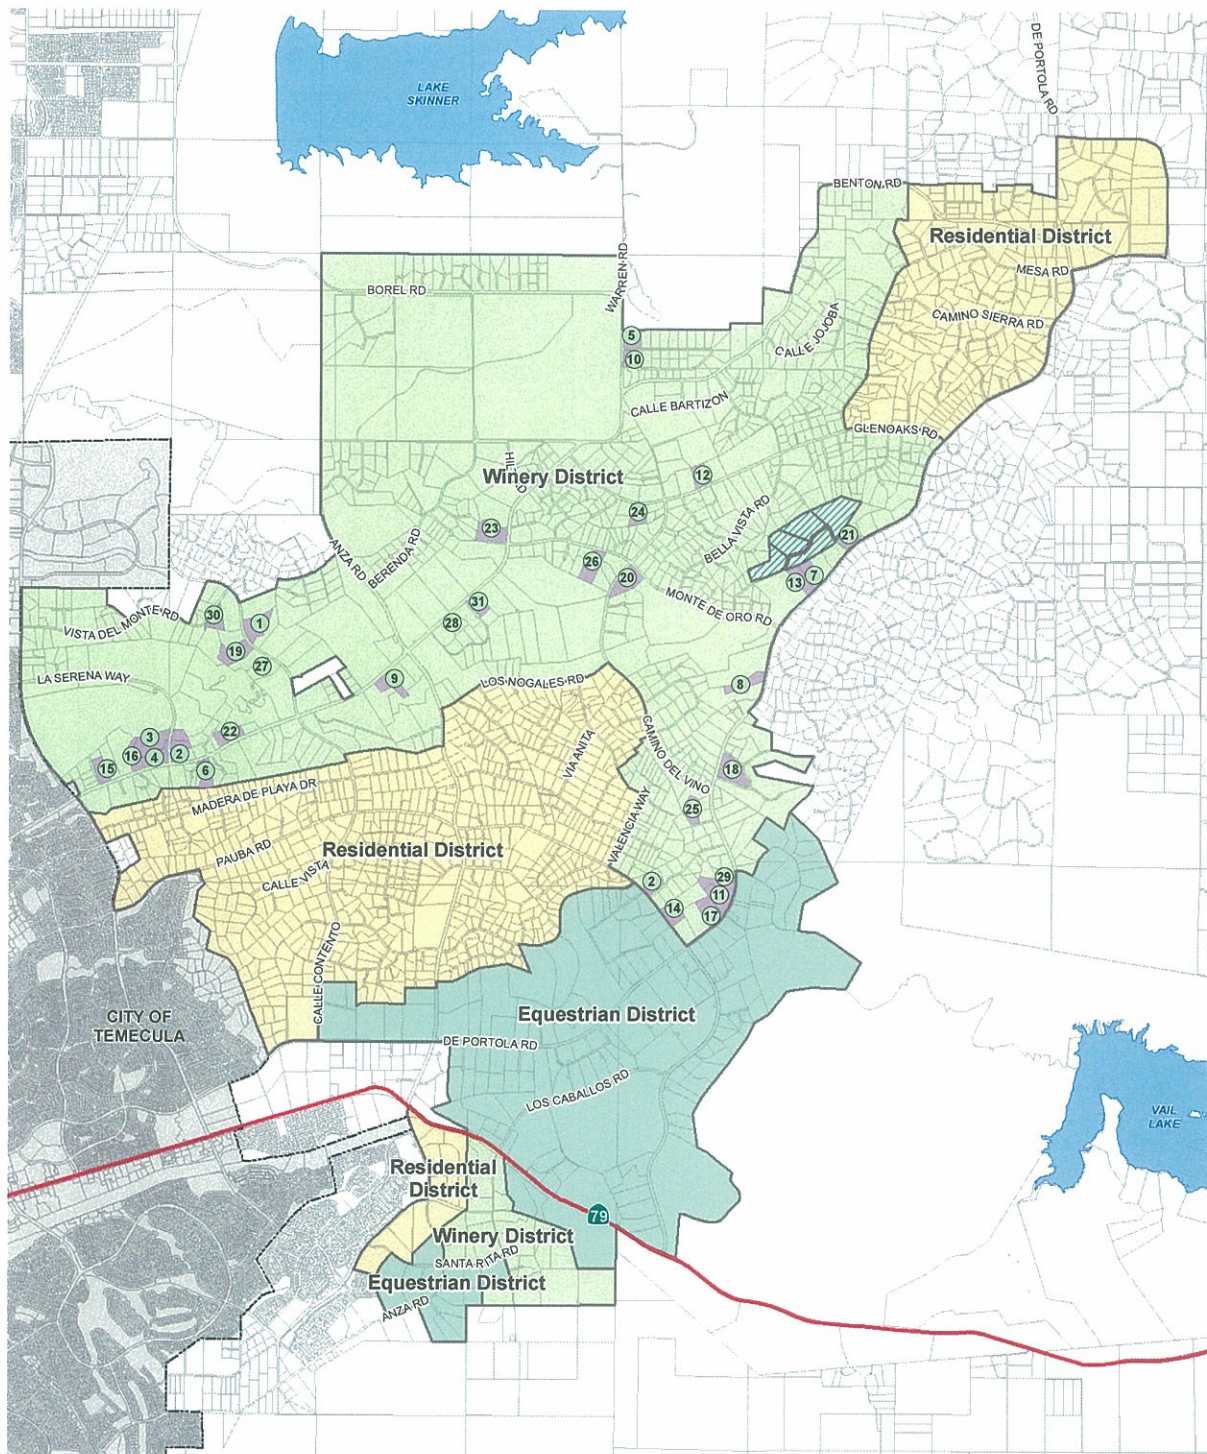 DE PORTOLA RD
LAKE
SKINNER
BENTON RD
Residential District
WARREN RD
MESA RD
BOREL RD
CAMINO SIERRA RD
CALLE JOJOBA
5
10
CALLE BARTIZON
GLENOAKS RD
Winery District
12
24
BELLA VISTA RD
23
21
ANZA RD
BERENDA RD
26
20
13
7
MONTE DE ORO RD
31
28
30
1
VISTA DEL MONTE RD
19
27
LA SERENA WAY
9
LOS NOGALES RD
8
22
3
16
4
2
15
6
CAMINO DEL VINO
VIA ANITA
18
MADERA DE PLAYA DR
25
VALENCIA WAY
PAUBA RD
Residential District
CALLE VISTA
2
29
11
14
17
CALLE CONTENTO
CITY OF
TEMECULA
Equestrian District
DE PORTOLA RD
LOS CABALLOS RD
VAIL
LAKE
Residential
District
79
Winery District
SANTA RITA RD
Equestrian District
ANZA RD